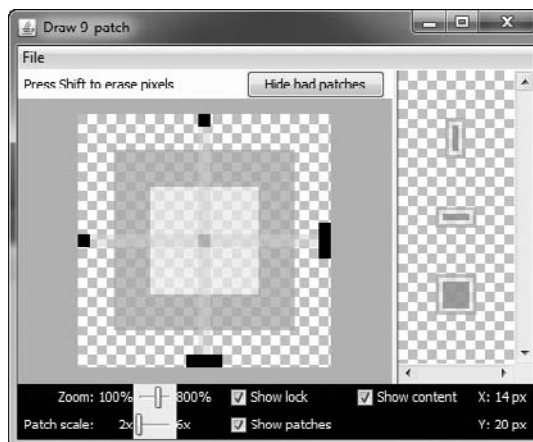 Draw 9 patch
File
Press Shift to erase pixels
Hide bad patches
Zoom: 100% 800% Show lock Show content X: 14 px
Patch scale: 2x 6x Show patches Y: 20 px